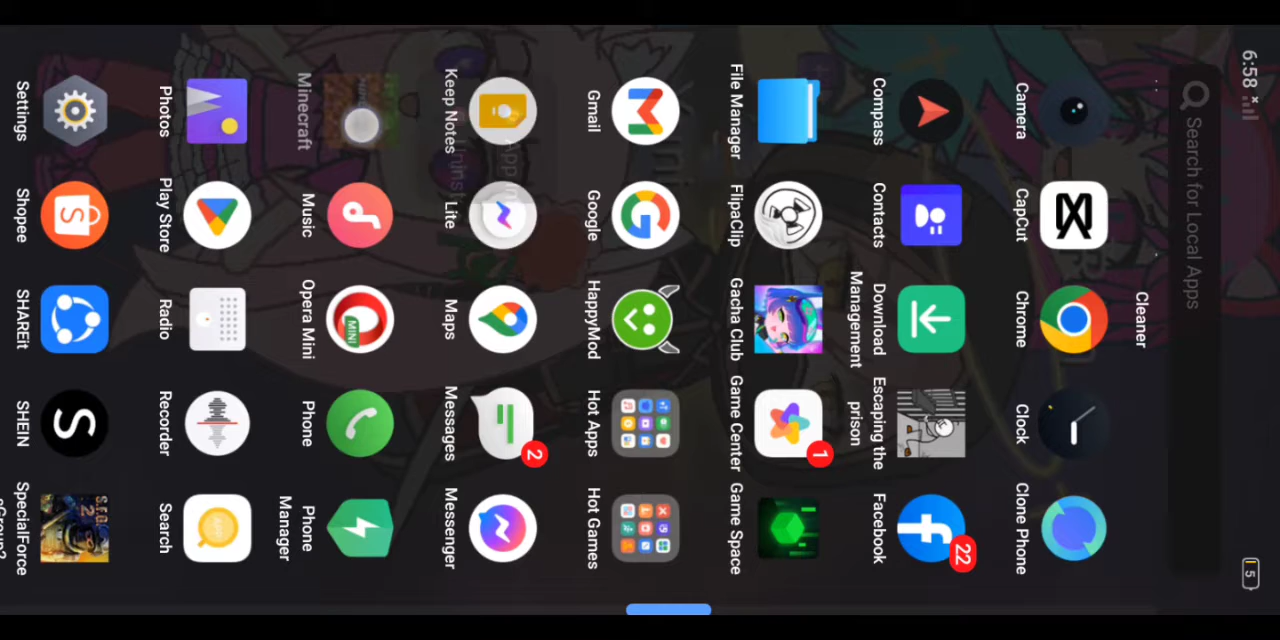 6:58
5
Search for Local Apps
Cleaner
Camera
CapCut
Chrome
Clock
Clone Phone
Compass
Contacts
Download
Management
Escaping the
prison
Facebook
22
File Manager
FlipaClip
Gacha Club
Game Center
1
Game Space
Gmail
Google
HappyMod
Hot Apps
Hot Games
Keep Notes
Lite
Maps
Messages
2
Messenger
Minecraft
Music
Opera Mini
MINI
Phone
Phone
Manager
Photos
Play Store
Radio
Recorder
Search
Settings
Shopee
SHAREit
SHEIN
SpecialForce